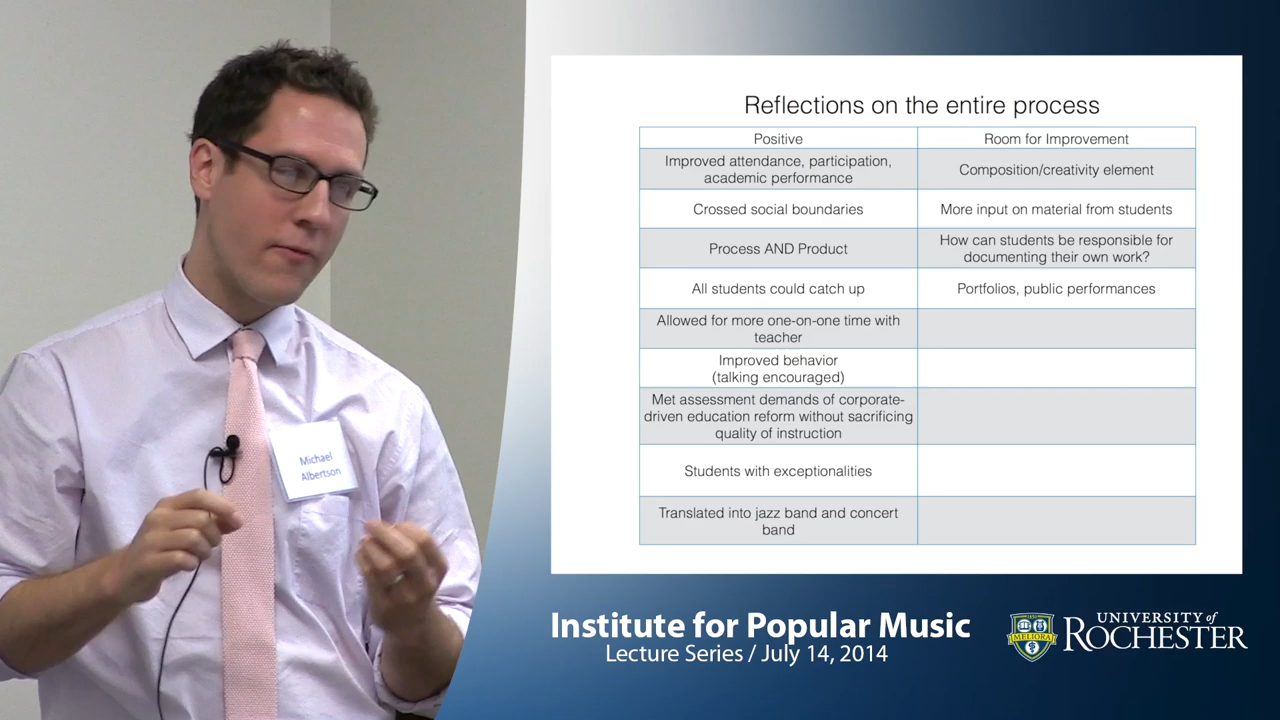 Michael
Albertson
Reflections on the entire process
Positive
Room for Improvement
Improved attendance, participation,
academic performance
Composition/creativity element
Crossed social boundaries
More input on material from students
Process AND Product
How can students be responsible for
documenting their own work?
All students could catch up
Portfolios, public performances
Allowed for more one-on-one time with
teacher
Improved behavior
(talking encouraged)
Met assessment demands of corporate-
driven education reform without sacrificing
quality of instruction
Students with exceptionalities
Translated into jazz band and concert
band
Institute for Popular Music
Lecture Series / July 14, 2014
MELIORA
UNIVERSITY of
ROCHESTER